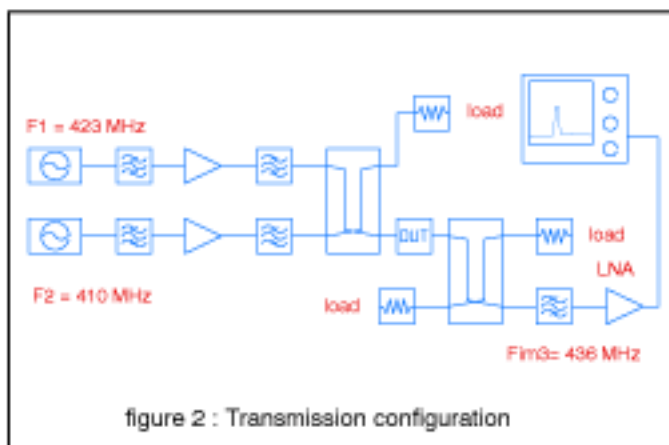 F1 = 423 MHz
load
DUT
load
F2 = 410 MHz
LNA
load
Fim3= 436 MHz
figure 2 : Transmission configuration